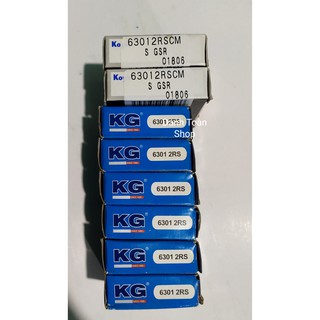 Ko 63012RSCM
S GSR
01806
Ko 63012RSCM
S GSR
01806
KG 6301 2RS
Toàn
Shop
KG 6301 2RS
KG 6301 2RS
KG 6301 2RS
KG 6301 2RS
KG 6301 2RS